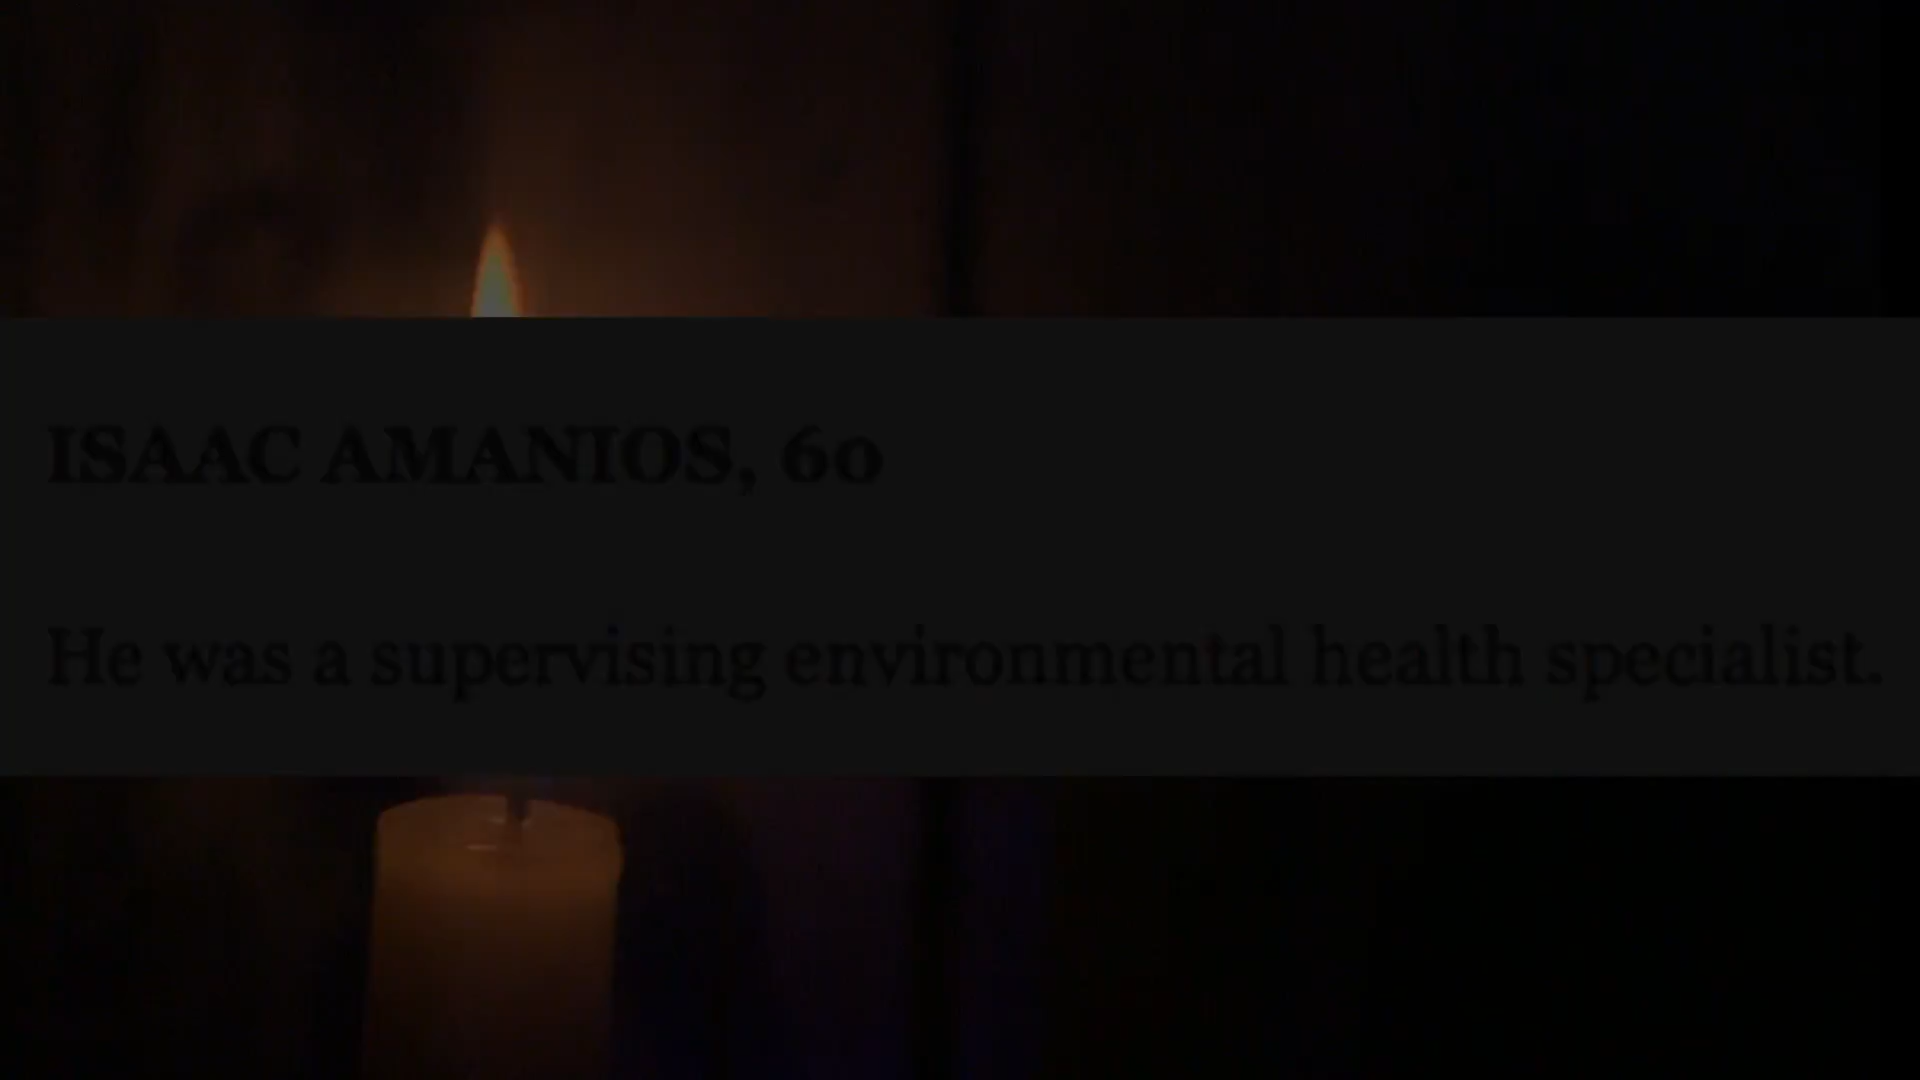 ISAAC AMANIOS, 60
He was a supervising environmental health specialist.